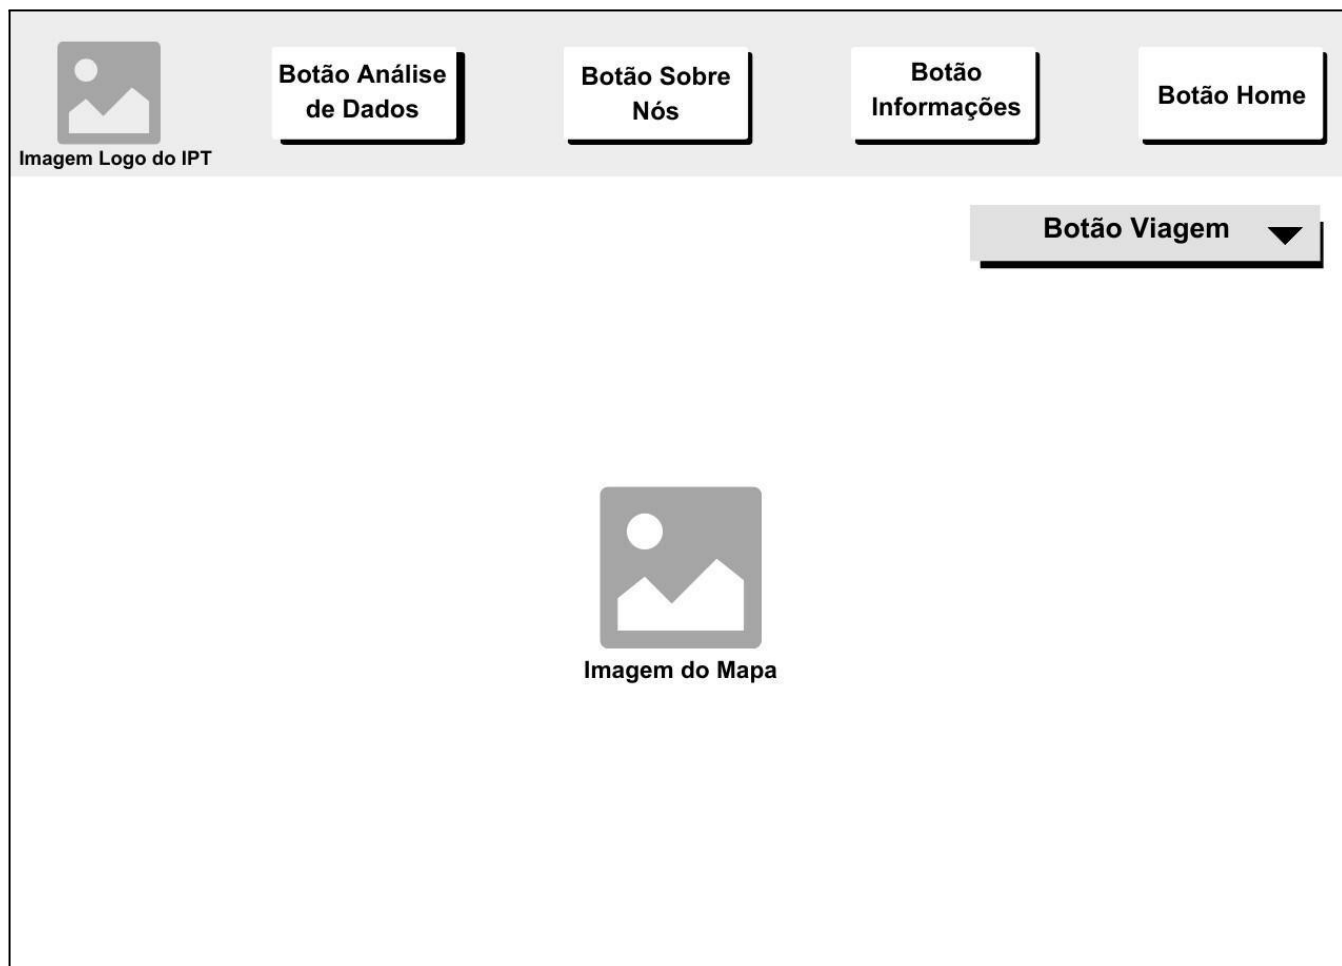 Imagem Logo do IPT
Botão Análise
de Dados
Botão Sobre
Nós
Botão
Informações
Botão Home
Botão Viagem
Imagem do Mapa